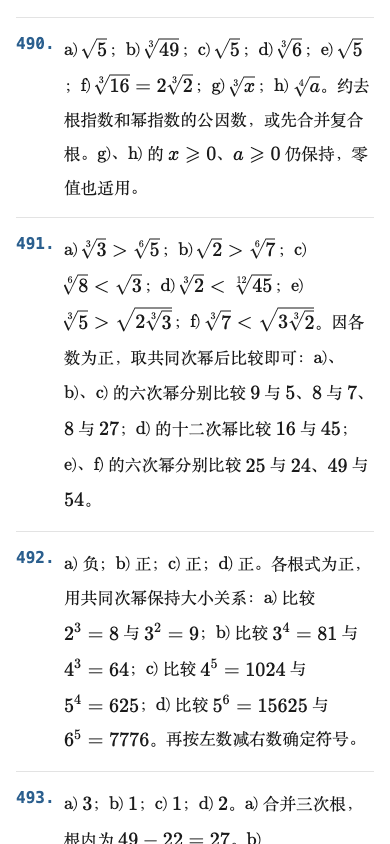 490. a) √5；b) ∛49；c) √5；d) ∛6；e) √5
；f) ∛16 = 2∛2；g) ∛x；h) ∜a。约去
根指数和幂指数的公因数，或先合并复合
根。g)、h) 的 x ⩾ 0、a ⩾ 0 仍保持，零
值也适用。
491. a) ∛3 > ⁶√5；b) √2 > ⁶√7；c)
⁶√8 < √3；d) ∛2 < ¹²√45；e)
∛5 > √(2∛3)；f) ∛7 < √(3∛2)。因各
数为正，取共同次幂后比较即可：a)、
b)、c) 的六次幂分别比较 9 与 5、8 与 7、
8 与 27；d) 的十二次幂比较 16 与 45；
e)、f) 的六次幂分别比较 25 与 24、49 与
54。
492. a) 负；b) 正；c) 正；d) 正。各根式为正，
用共同次幂保持大小关系：a) 比较
2³ = 8 与 3² = 9；b) 比较 3⁴ = 81 与
4³ = 64；c) 比较 4⁵ = 1024 与
5⁴ = 625；d) 比较 5⁶ = 15625 与
6⁵ = 7776。再按左数减右数确定符号。
493. a) 3；b) 1；c) 1；d) 2。a) 合并三次根，
根内为 49 − 22 = 27。b)